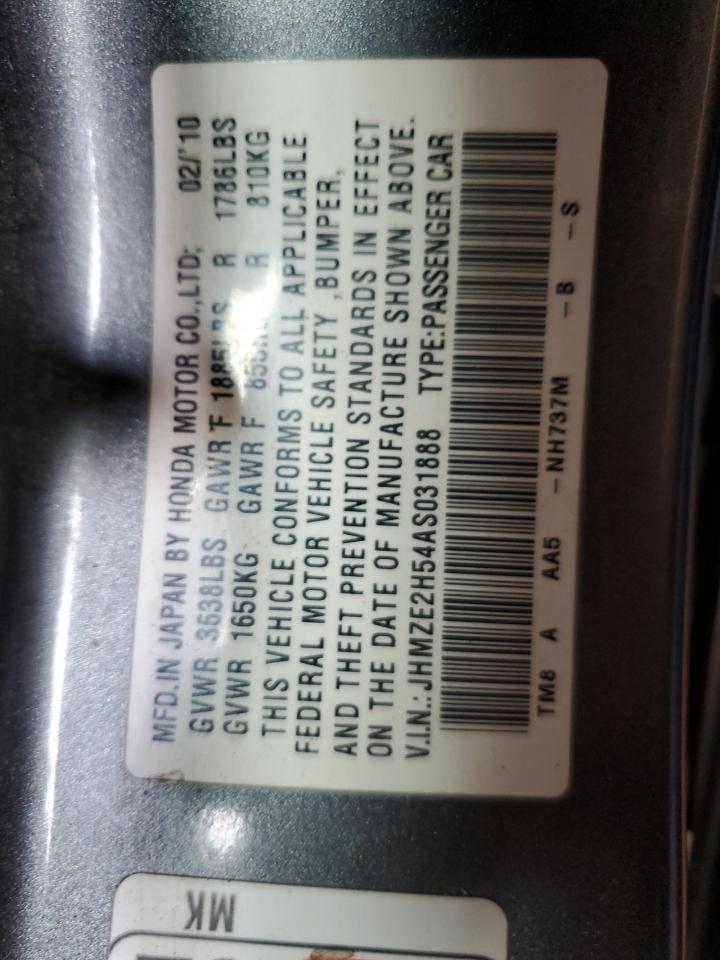 MFD.IN JAPAN BY HONDA MOTOR CO.,LTD; 02/'10
GVWR 3638LBS GAWR F 1885LBS R 1786LBS
GVWR 1650KG GAWR F 855KG R 810KG
THIS VEHICLE CONFORMS TO ALL APPLICABLE
FEDERAL MOTOR VEHICLE SAFETY ,BUMPER,
AND THEFT PREVENTION STANDARDS IN EFFECT
ON THE DATE OF MANUFACTURE SHOWN ABOVE.
V.I.N.: JHMZE2H54AS031888 TYPE:PASSENGER CAR
TM8 A AA5 -NH737M -B -S
MK